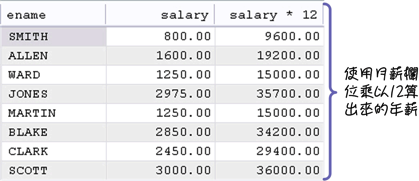 ename salary salary * 12
SMITH 800.00 9600.00
ALLEN 1600.00 19200.00
WARD 1250.00 15000.00
JONES 2975.00 35700.00
MARTIN 1250.00 15000.00
BLAKE 2850.00 34200.00
CLARK 2450.00 29400.00
SCOTT 3000.00 36000.00
使用月薪欄
位乘以12算
出來的年薪